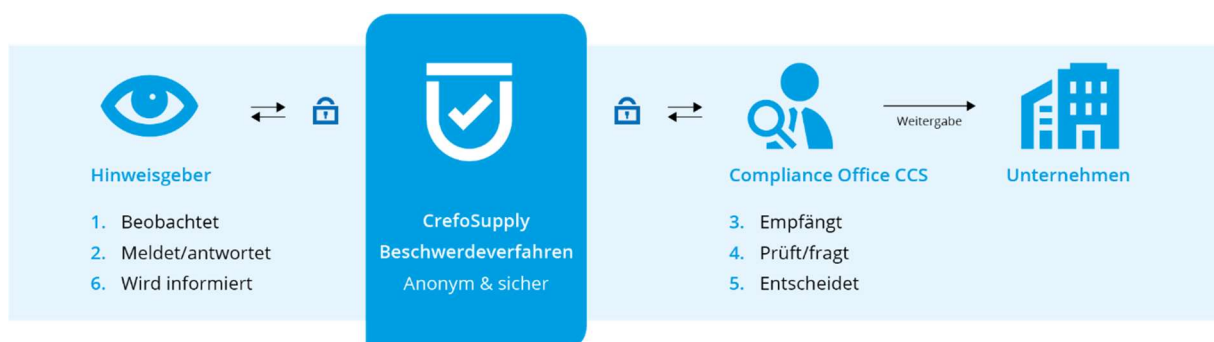 Hinweisgeber
1. Beobachtet
2. Meldet/antwortet
6. Wird informiert
CrefoSupply
Beschwerdeverfahren
Anonym & sicher
Compliance Office CCS
3. Empfängt
4. Prüft/fragt
5. Entscheidet
Weitergabe
Unternehmen